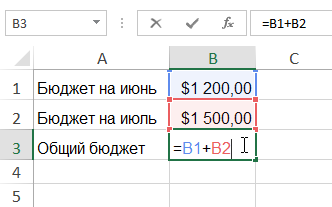 B3 =B1+B2
A B C
1 Бюджет на июнь $1 200,00
2 Бюджет на июль $1 500,00
3 Общий бюджет =B1+B2
4
5